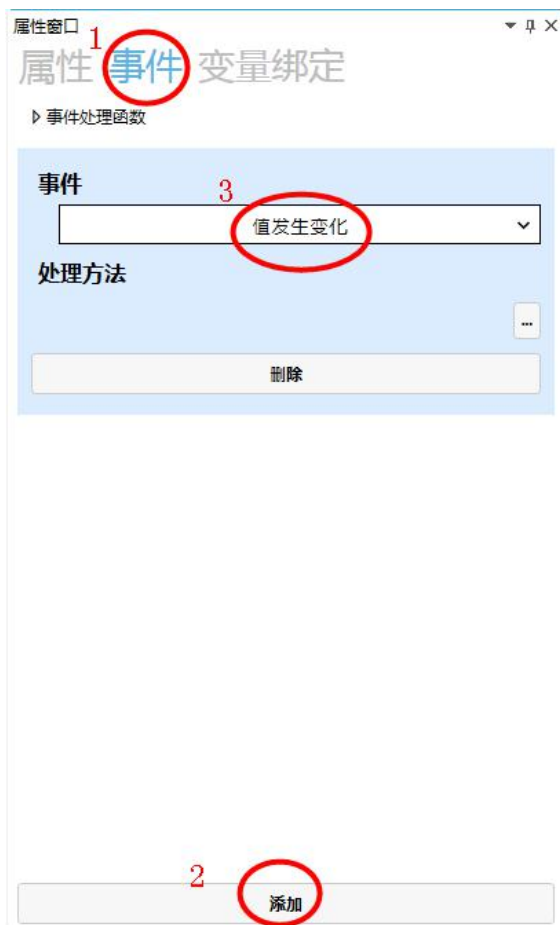 属性窗口
1
属性 事件 变量绑定
事件处理函数
事件
3
值发生变化
处理方法
...
删除
2
添加